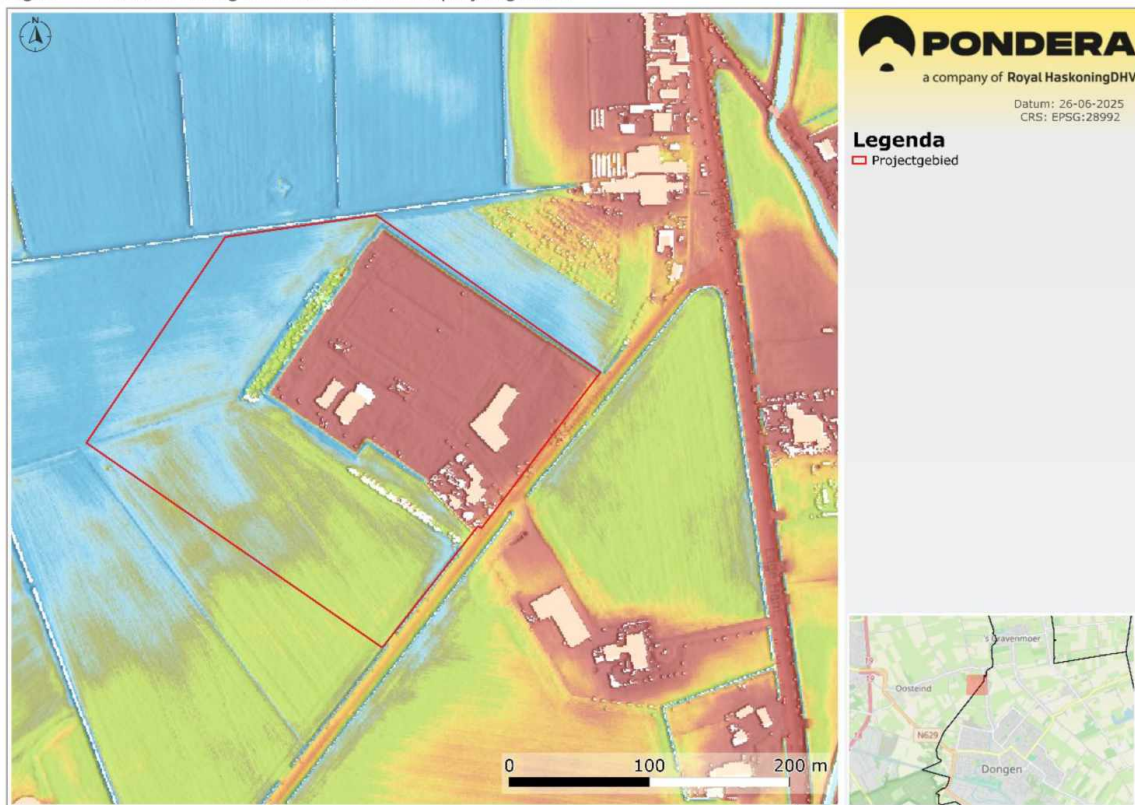 N
PONDERA
a company of Royal HaskoningDHV
Datum: 26-06-2025
CRS: EPSG:28992
Legenda
Projectgebied
0 100 200 m
's Gravenmoer
Oosteind
N629
Dongen